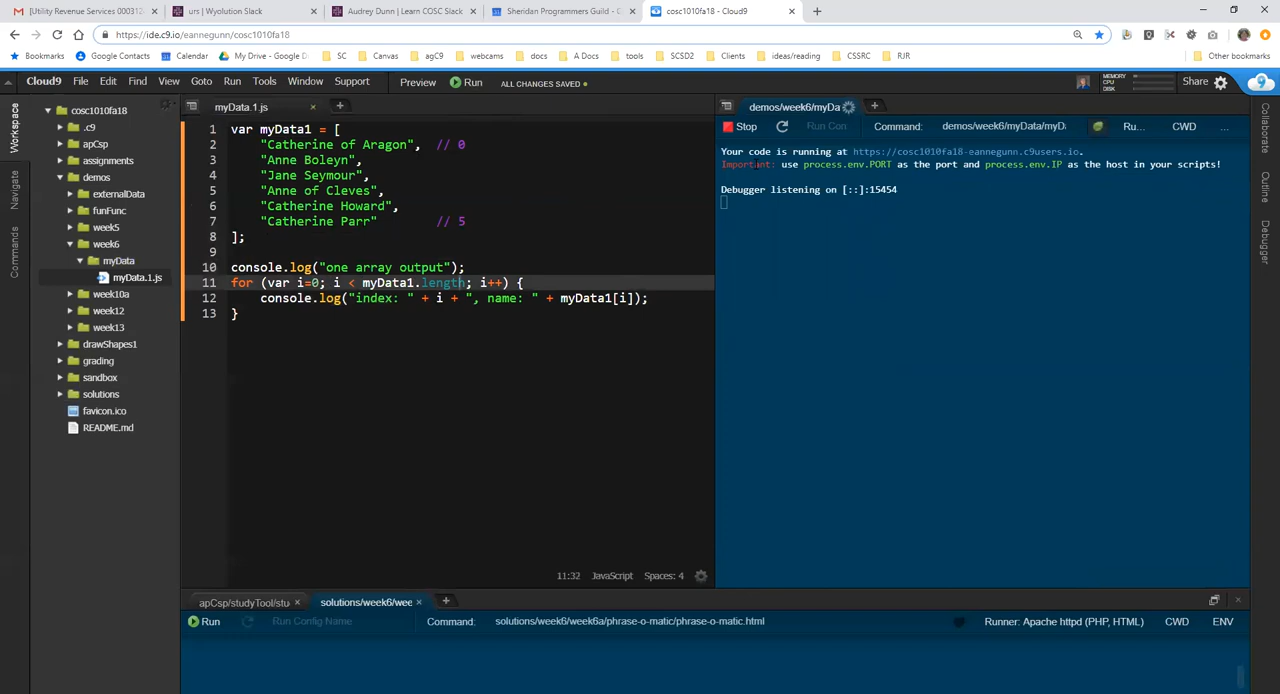 [Utility Revenue Services 00031
urs | Wyolution Slack
Audrey Dunn | Learn COSC Slack
Sheridan Programmers Guild -
cosc1010fa18 - Cloud9
https://ide.c9.io/eannegunn/cosc1010fa18
Bookmarks Google Contacts Calendar My Drive - Google D SC Canvas agC9 webcams docs A Docs tools SCSD2 Clients ideas/reading CSSRC RJR Other bookmarks
Cloud9 File Edit Find View Goto Run Tools Window Support Preview Run ALL CHANGES SAVED MEMORY CPU DISK Share
Workspace
Navigate
Commands
cosc1010fa18
.c9
apCsp
assignments
demos
externalData
funFunc
week5
week6
myData
myData.1.js
week10a
week12
week13
drawShapes1
grading
sandbox
solutions
favicon.ico
README.md
myData.1.js
1 var myData1 = [
2 "Catherine of Aragon", // 0
3 "Anne Boleyn",
4 "Jane Seymour",
5 "Anne of Cleves",
6 "Catherine Howard",
7 "Catherine Parr" // 5
8 ];
9
10 console.log("one array output");
11 for (var i=0; i < myData1.length; i++) {
12 console.log("index: " + i + ", name: " + myData1[i]);
13 }
11:32 JavaScript Spaces: 4
demos/week6/myDa
Stop Run Con Command: demos/week6/myData/myD Ru... CWD ...
Your code is running at https://cosc1010fa18-eannegunn.c9users.io.
Important: use process.env.PORT as the port and process.env.IP as the host in your scripts!
Debugger listening on [::]:15454
Collaborate
Outline
Debugger
apCsp/studyTool/stu
solutions/week6/wee
Run Run Config Name Command: solutions/week6/week6a/phrase-o-matic/phrase-o-matic.html Runner: Apache httpd (PHP, HTML) CWD ENV